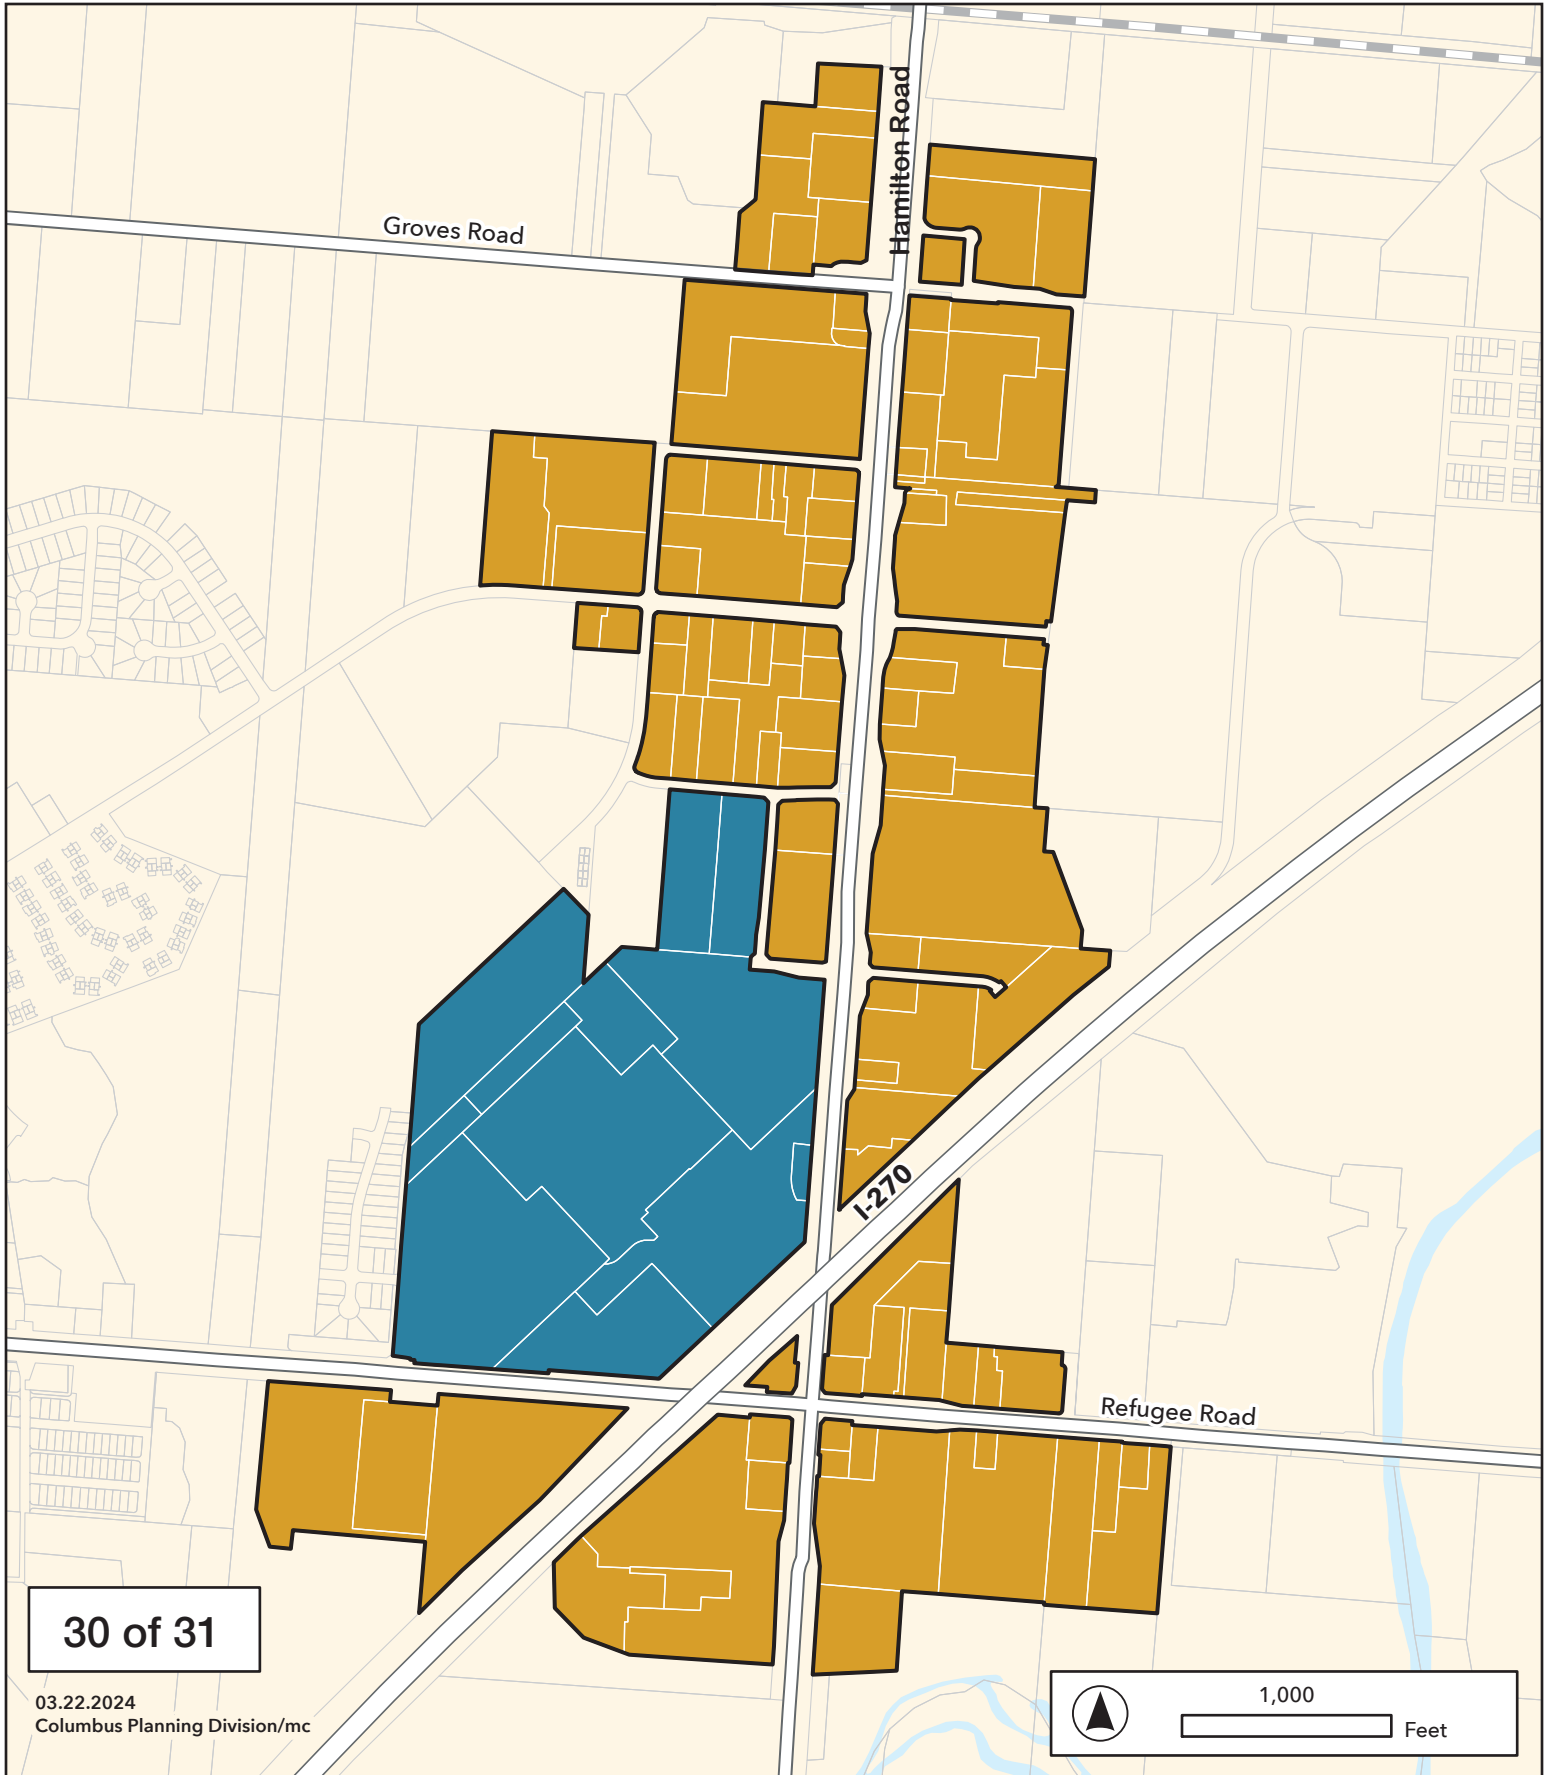 Hamilton Road
Groves Road
I-270
Refugee Road
30 of 31
03.22.2024
Columbus Planning Division/mc
1,000
Feet